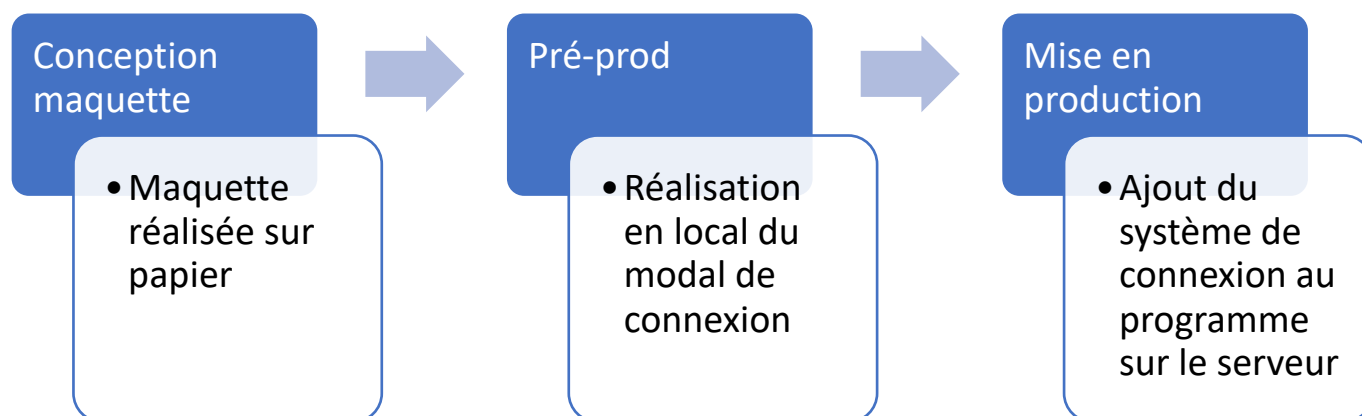 Conception
maquette
• Maquette
réalisée sur
papier
Pré-prod
• Réalisation
en local du
modal de
connexion
Mise en
production
• Ajout du
système de
connexion au
programme
sur le serveur